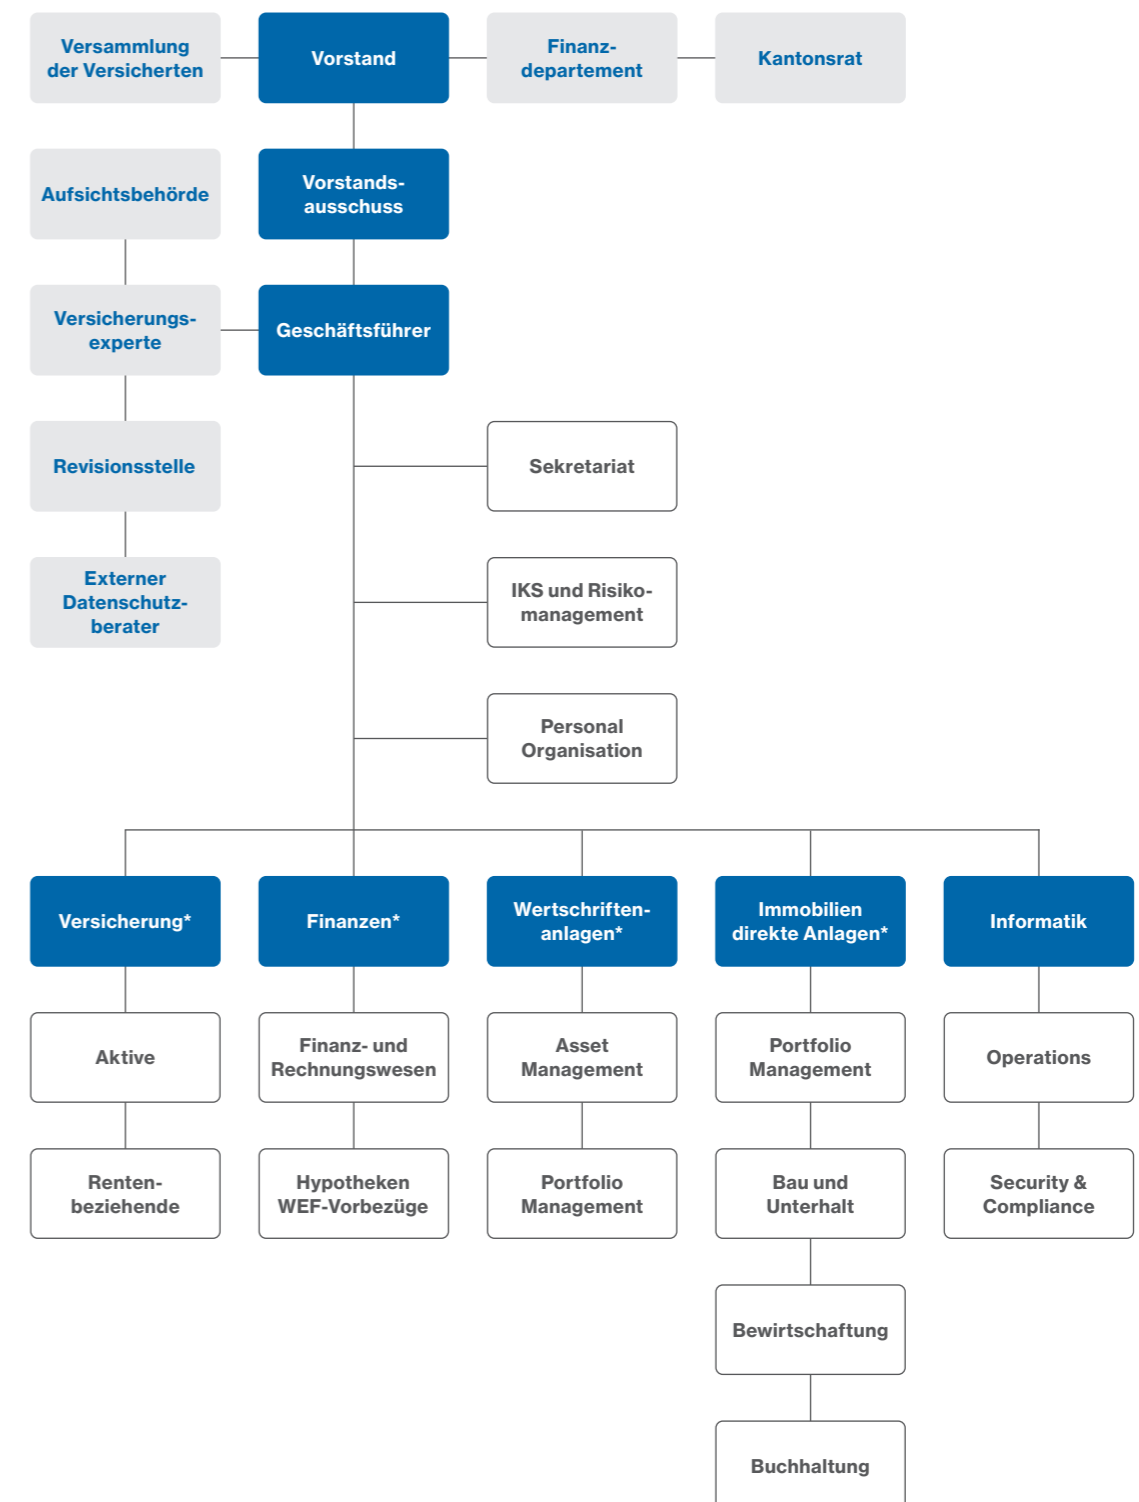 Versammlung
der Versicherten
Vorstand
Finanz-
departement
Kantonsrat
Aufsichtsbehörde
Vorstands-
ausschuss
Versicherungs-
experte
Geschäftsführer
Revisionsstelle
Sekretariat
Externer
Datenschutz-
berater
IKS und Risiko-
management
Personal
Organisation
Versicherung*
Finanzen*
Wertschriften-
anlagen*
Immobilien
direkte Anlagen*
Informatik
Aktive
Finanz- und
Rechnungswesen
Asset
Management
Portfolio
Management
Operations
Renten-
beziehende
Hypotheken
WEF-Vorbezüge
Portfolio
Management
Bau und
Unterhalt
Security &
Compliance
Bewirtschaftung
Buchhaltung